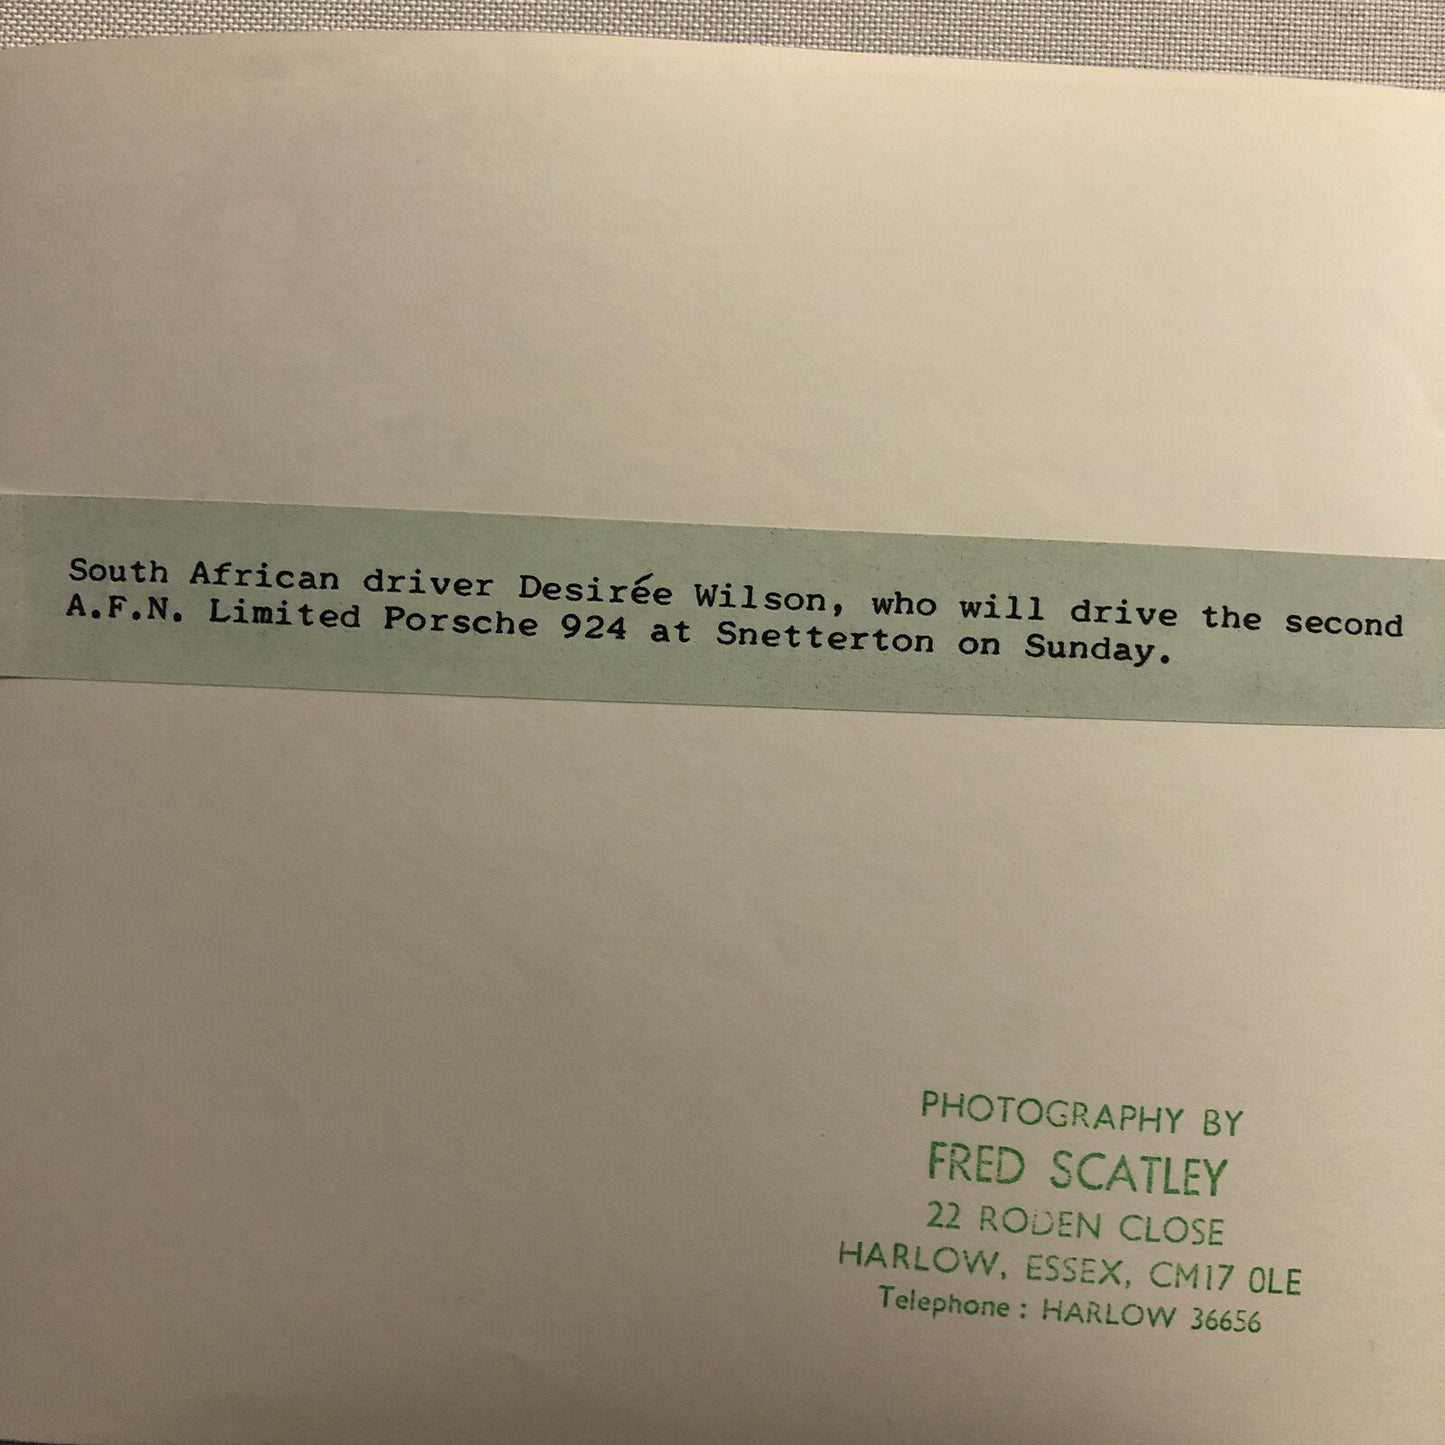 South African driver Desirée Wilson, who will drive the second
A.F.N. Limited Porsche 924 at Snetterton on Sunday.
PHOTOGRAPHY BY
FRED SCATLEY
22 RODEN CLOSE
HARLOW, ESSEX, CM17 0LE
Telephone : HARLOW 36656